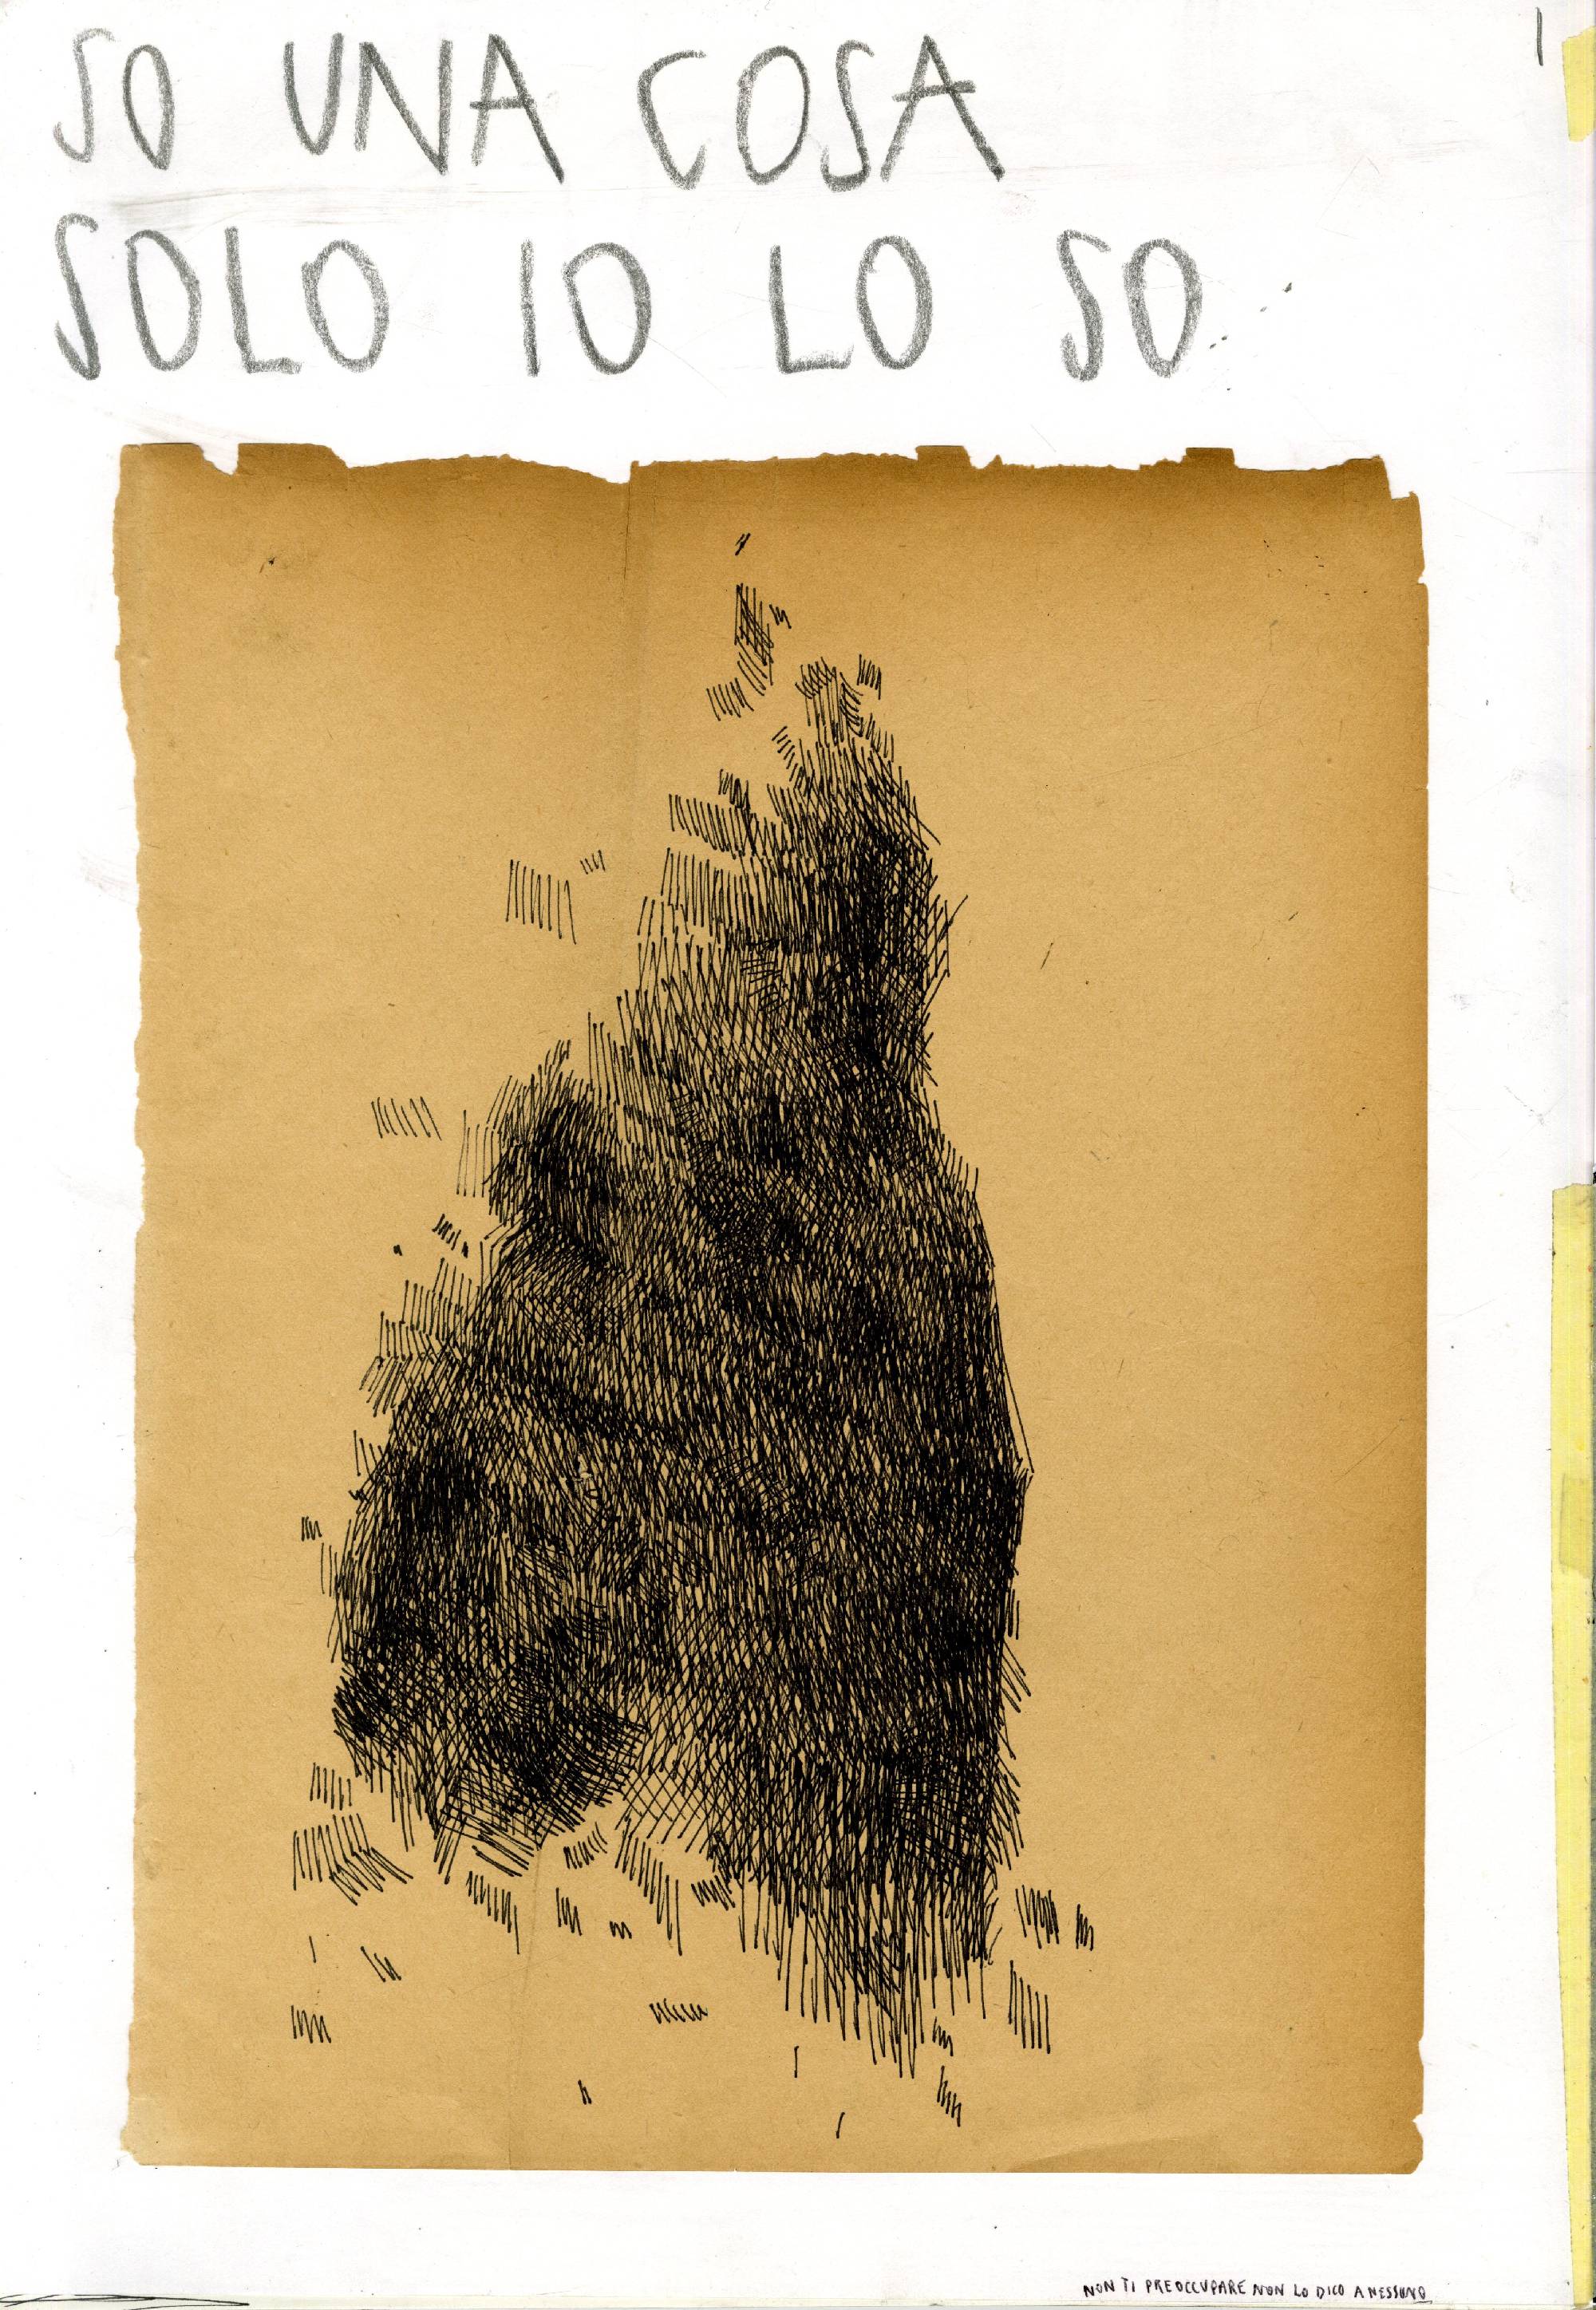 SO UNA COSA
SOLO IO LO SO
NON TI PREOCCUPARE NON LO DICO A NESSUNO